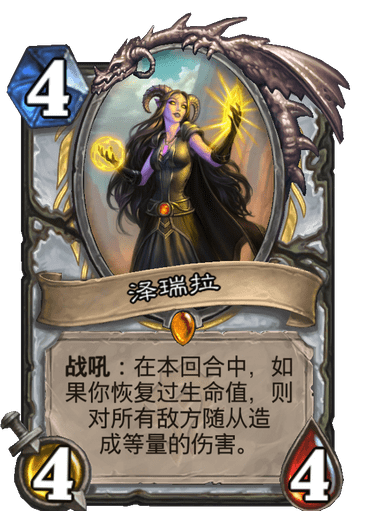 4
泽瑞拉
战吼：在本回合中，如
果你恢复过生命值，则
对所有敌方随从造
成等量的伤害。
4
4